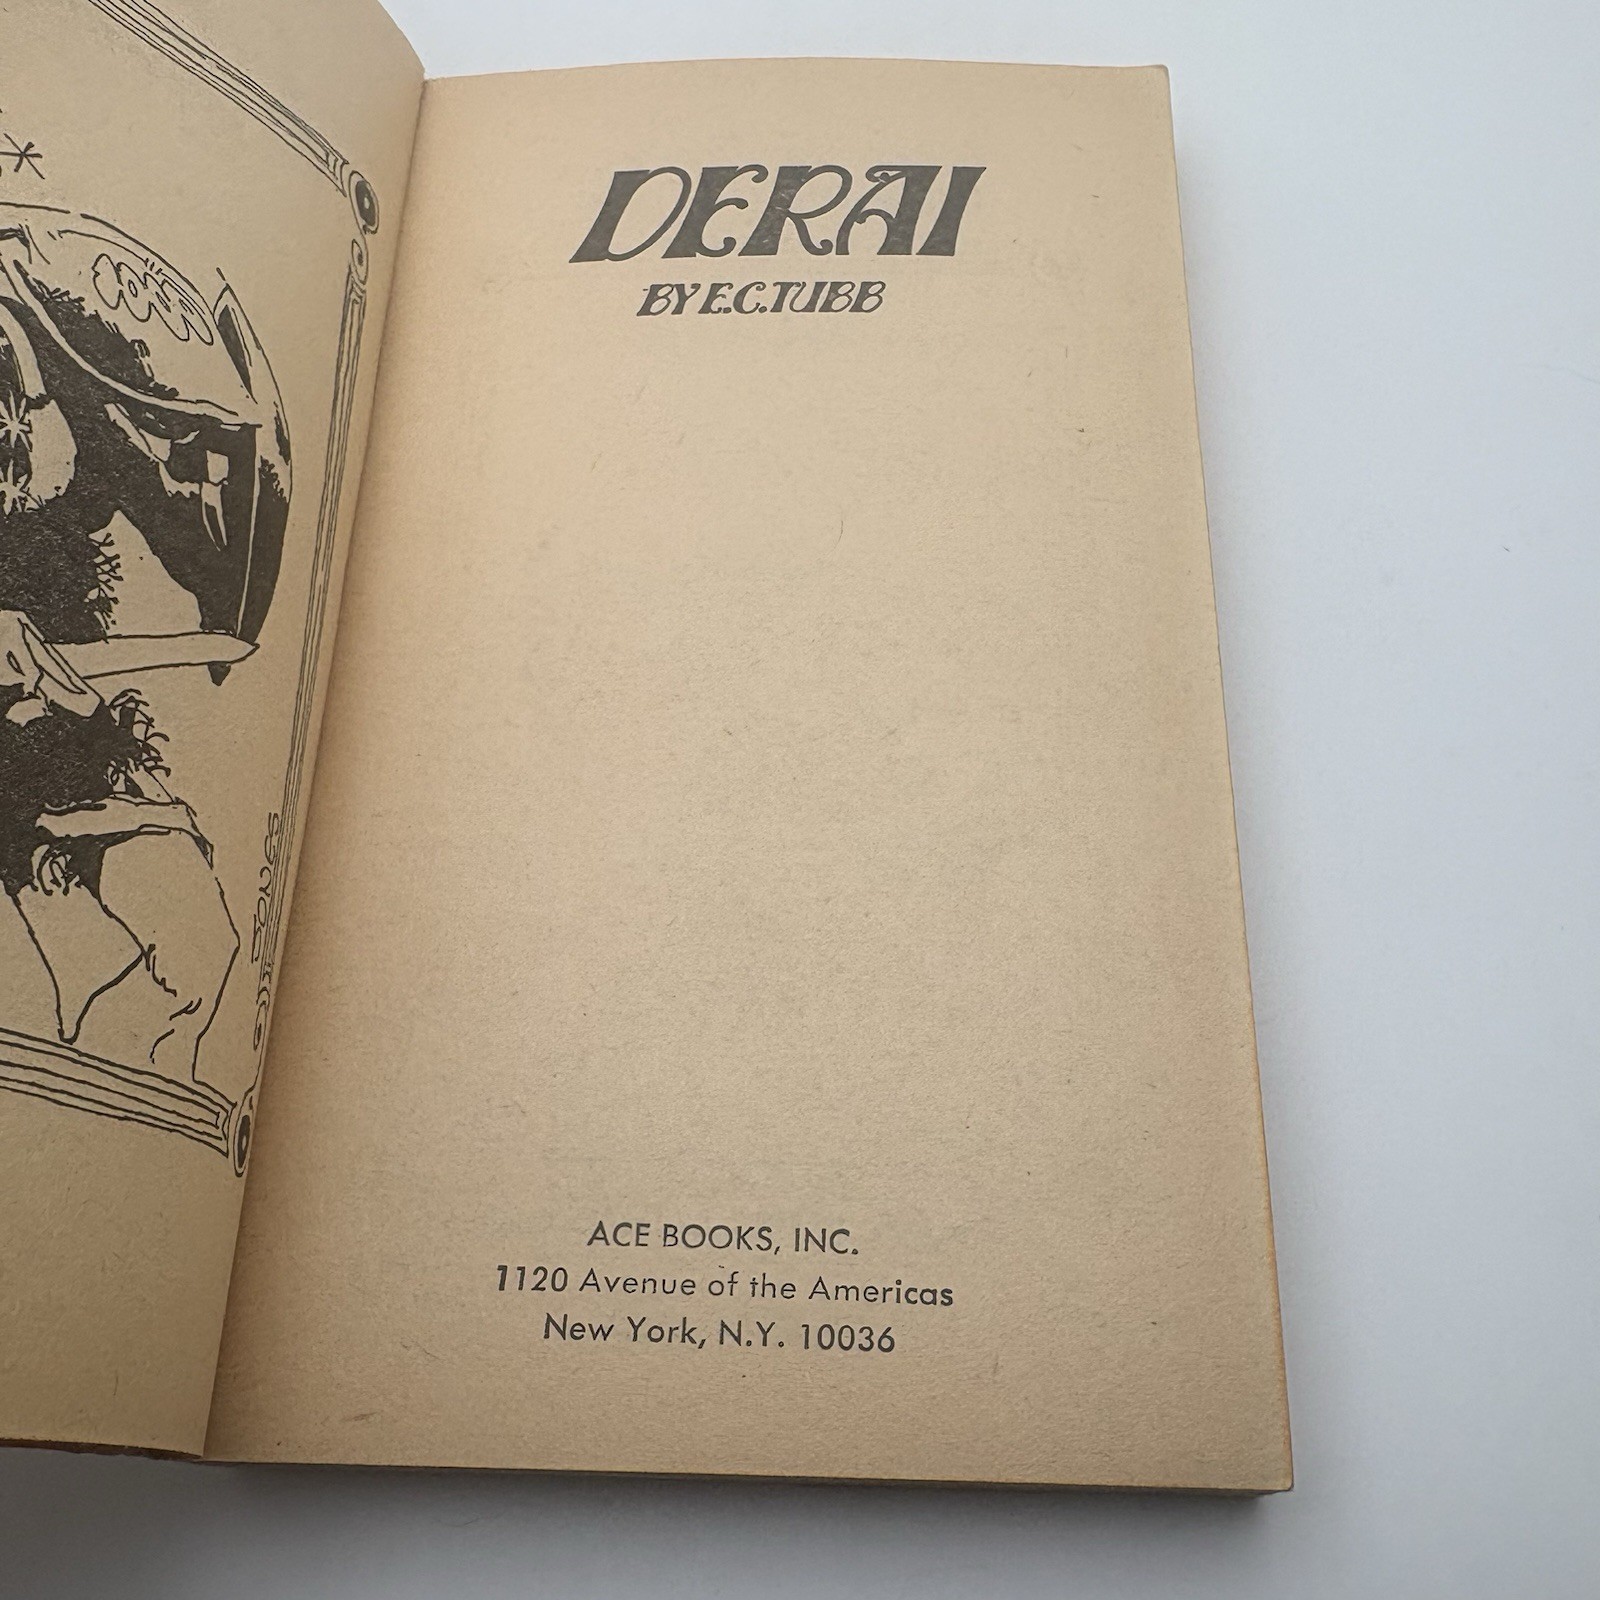 DERAI
BY E.C. TUBB
ACE BOOKS, INC.
1120 Avenue of the Americas
New York, N.Y. 10036